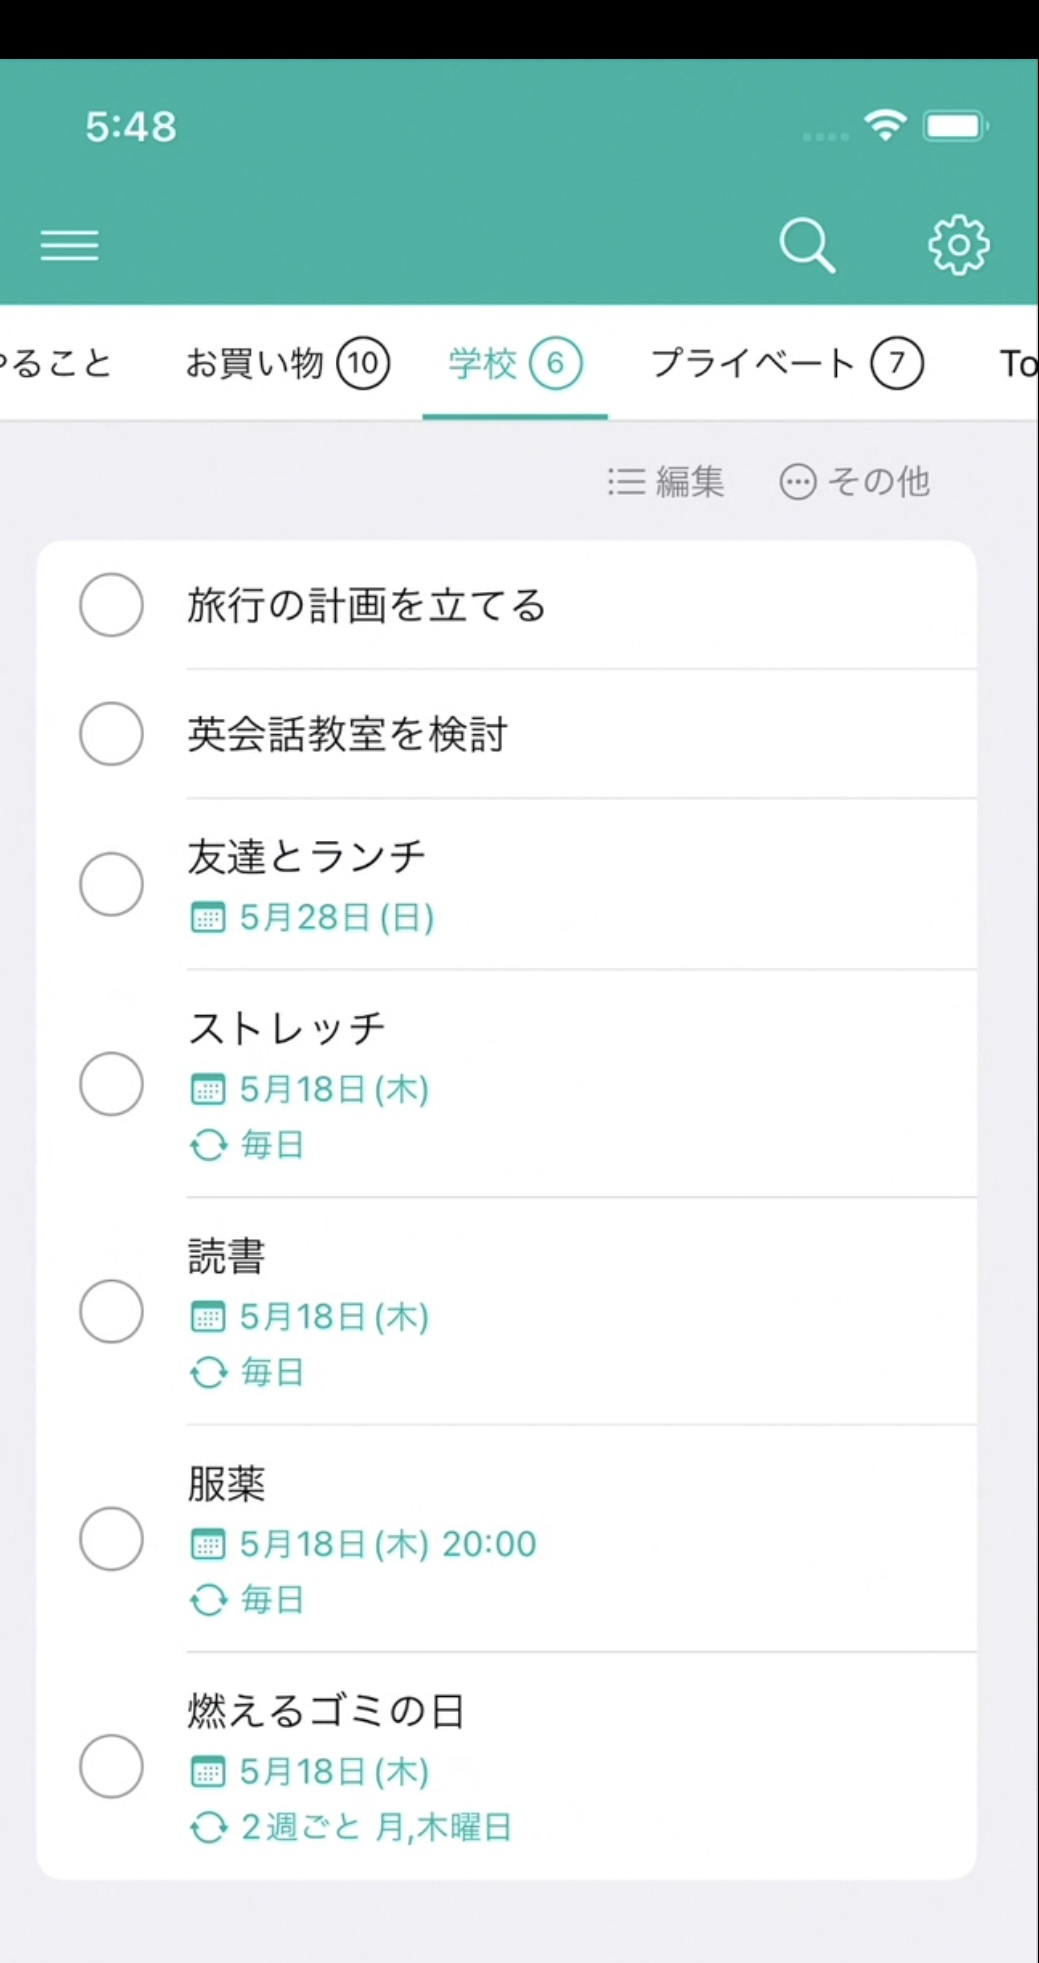 5:48
やること
お買い物 10
学校 6
プライベート 7
To
編集
その他
旅行の計画を立てる
英会話教室を検討
友達とランチ
5月28日(日)
ストレッチ
5月18日(木)
毎日
読書
5月18日(木)
毎日
服薬
5月18日(木) 20:00
毎日
燃えるゴミの日
5月18日(木)
2週ごと 月,木曜日